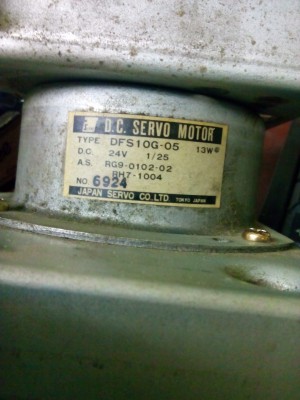 D.C. SERVO MOTOR
TYPE DFS10G-05 13W
D.C. 24V 1/25
A.S. RG9-0102-02
RH7-1004
NO 6924
JAPAN SERVO CO.LTD TOKYO JAPAN